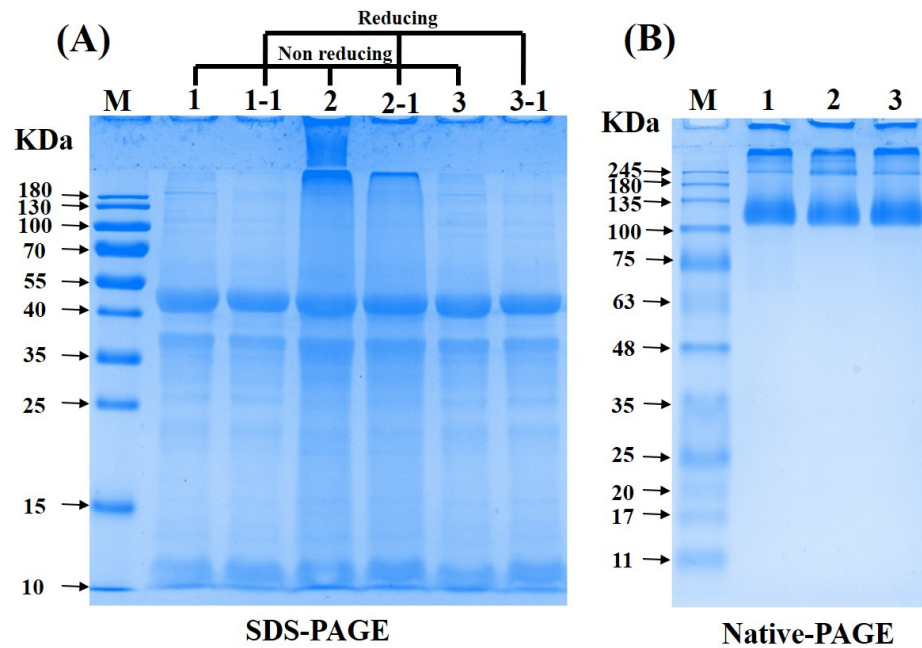 (A)
Reducing
Non reducing
M 1 1-1 2 2-1 3 3-1
KDa
180
130
100
70
55
40
35
25
15
10
SDS-PAGE
(B)
M 1 2 3
KDa
245
180
135
100
75
63
48
35
25
20
17
11
Native-PAGE